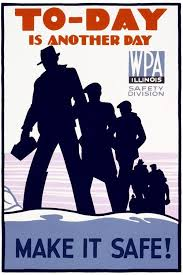 TO-DAY
IS ANOTHER DAY
WPA
ILLINOIS
SAFETY
DIVISION
MAKE IT SAFE!